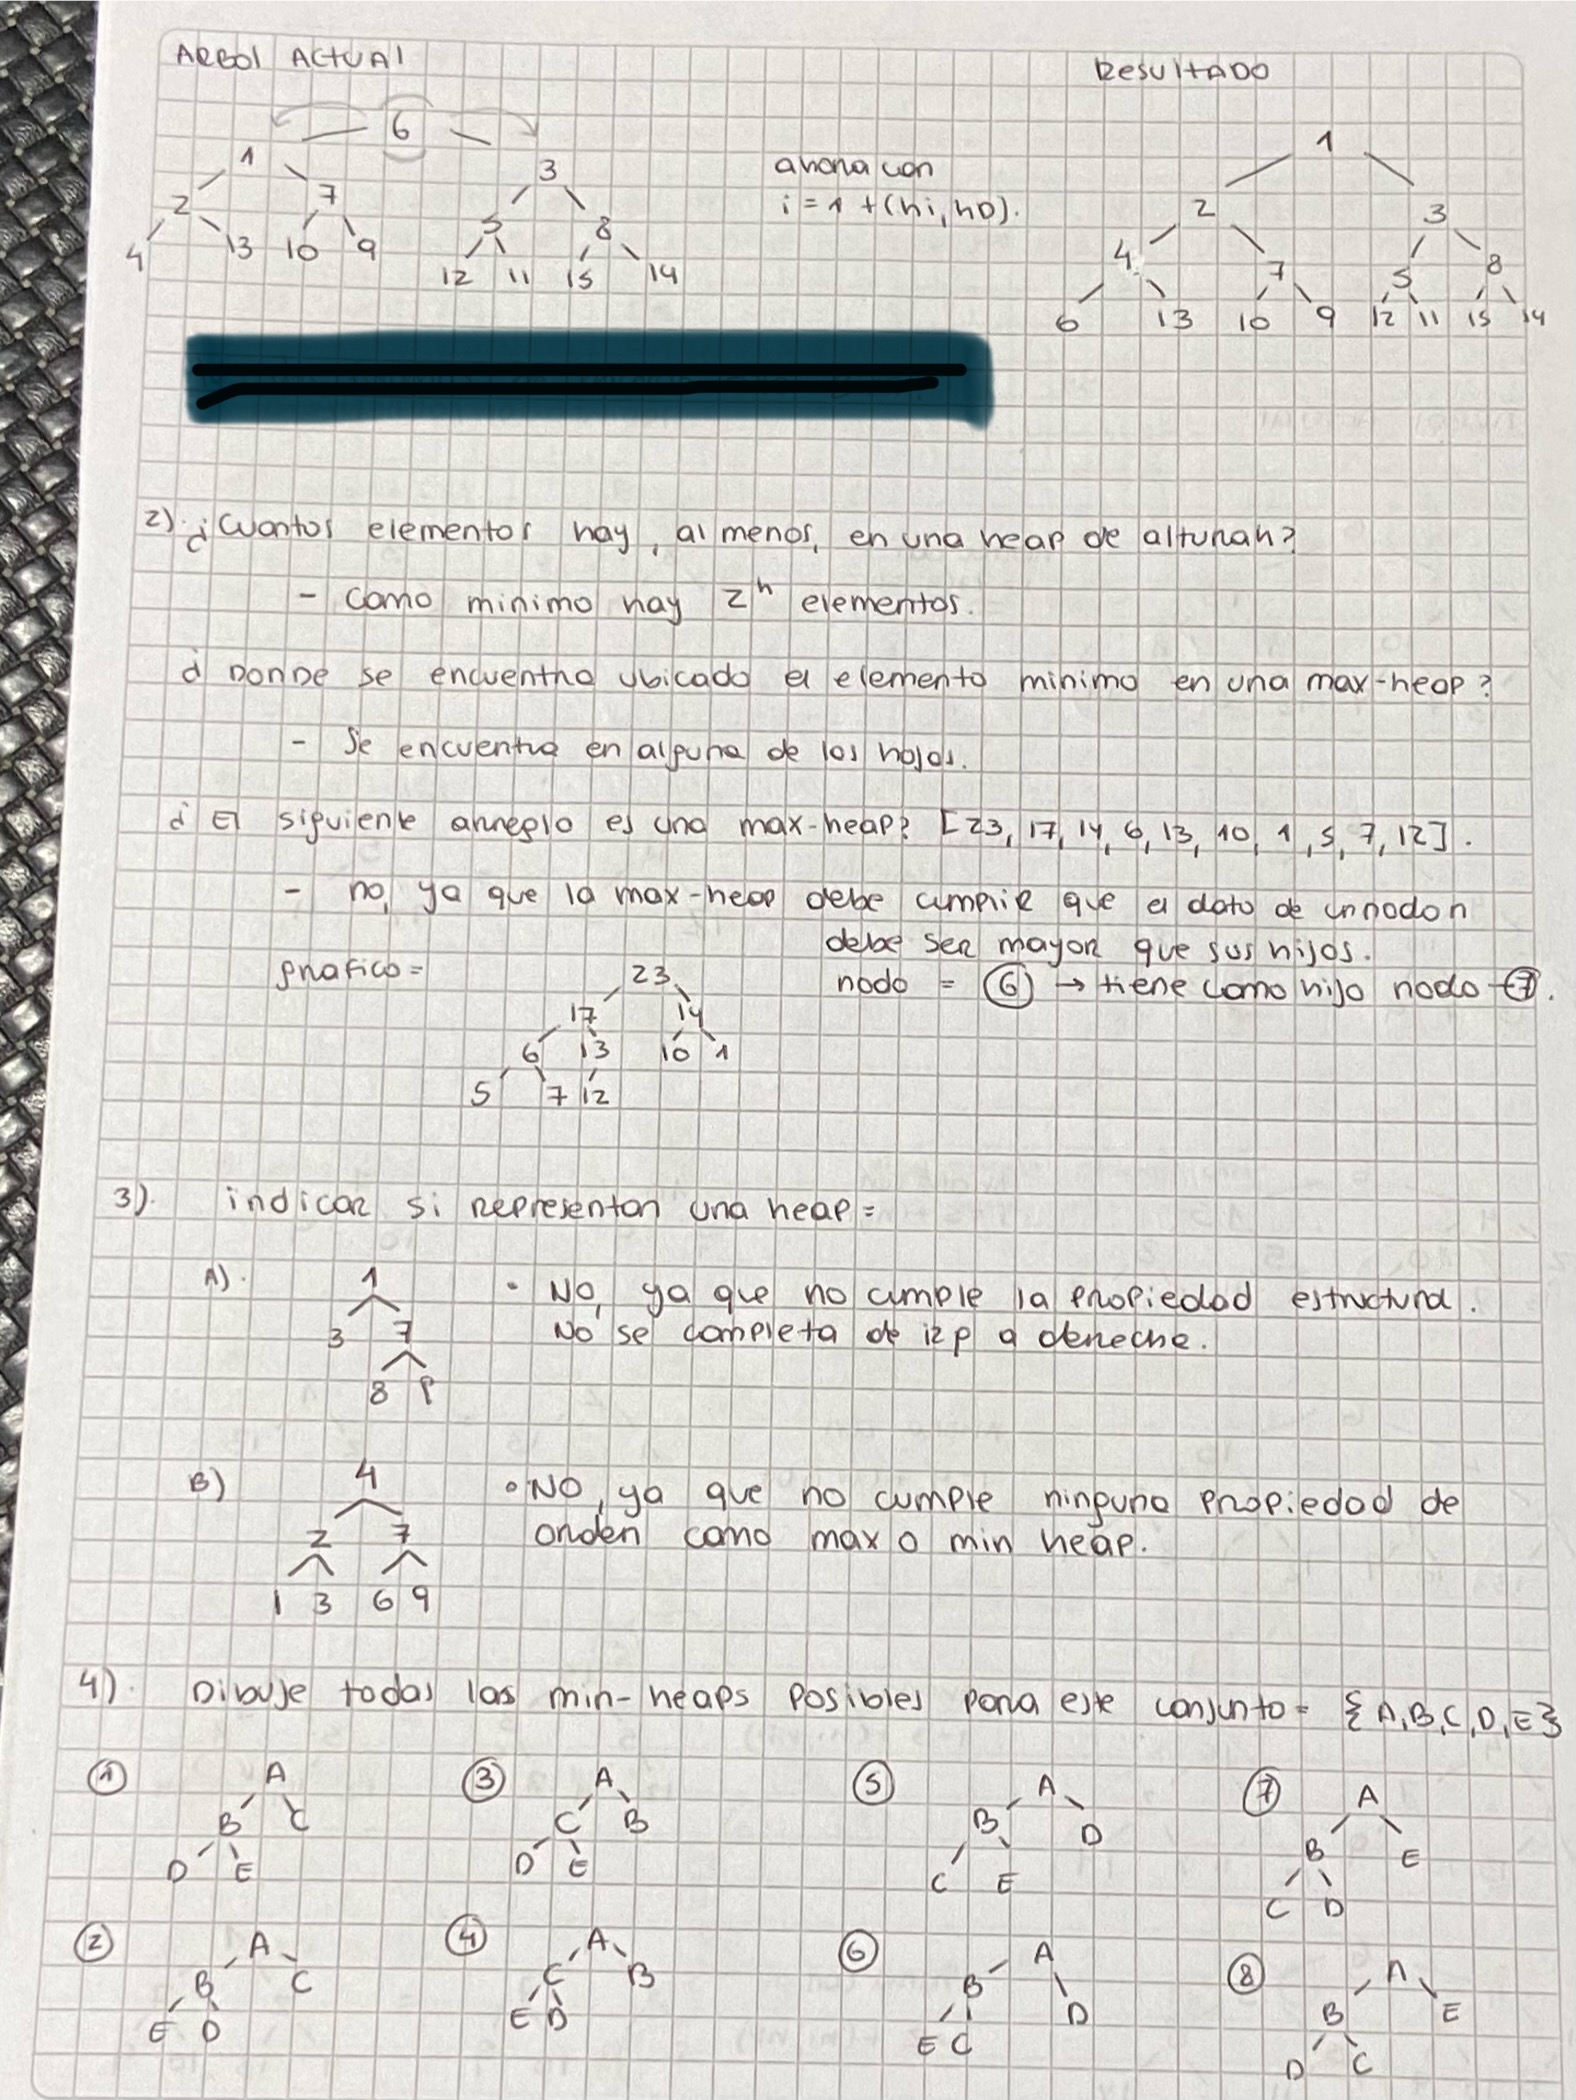 ARBOL ACTUAL
RESULTADO
6
1 3
2 7 5 8
4 13 10 9 12 11 15 14
ahora con
i = 1 + (hi, hD).
1
2 3
4 7 5 8
6 13 10 9 12 11 15 14
2). ¿Cuantos elementos hay, al menos, en una heap de altura h?
- como minimo hay 2^h elementos.
¿ Donde se encuentra ubicado el elemento minimo en una max-heap?
- Se encuentra en alguna de las hojas.
¿ El siguiente arreglo es una max-heap? [23, 17, 14, 6, 13, 10, 1, 5, 7, 12].
- no, ya que la max-heap debe cumplir que el dato de un nodo n
debe ser mayor que sus hijos.
nodo = 6 → tiene como hijo nodo 7.
grafico =
23
17 14
6 13 10 1
5 7 12
3). indicar si representan una heap =
A).
1
3 7
8 9
• No, ya que no cumple la propiedad estructural.
No se completa de izq a derecha.
B)
4
2 7
1 3 6 9
• NO, ya que no cumple ninguna propiedad de
orden como max o min heap.
4). Dibuje todas las min-heaps posibles para este conjunto = {A, B, C, D, E}
① A
B C
D E
③ A
C B
D E
⑤ A
B D
C E
⑦ A
B E
C D
② A
B C
E D
④ A
C B
E D
⑥ A
B D
E C
⑧ A
B E
D C